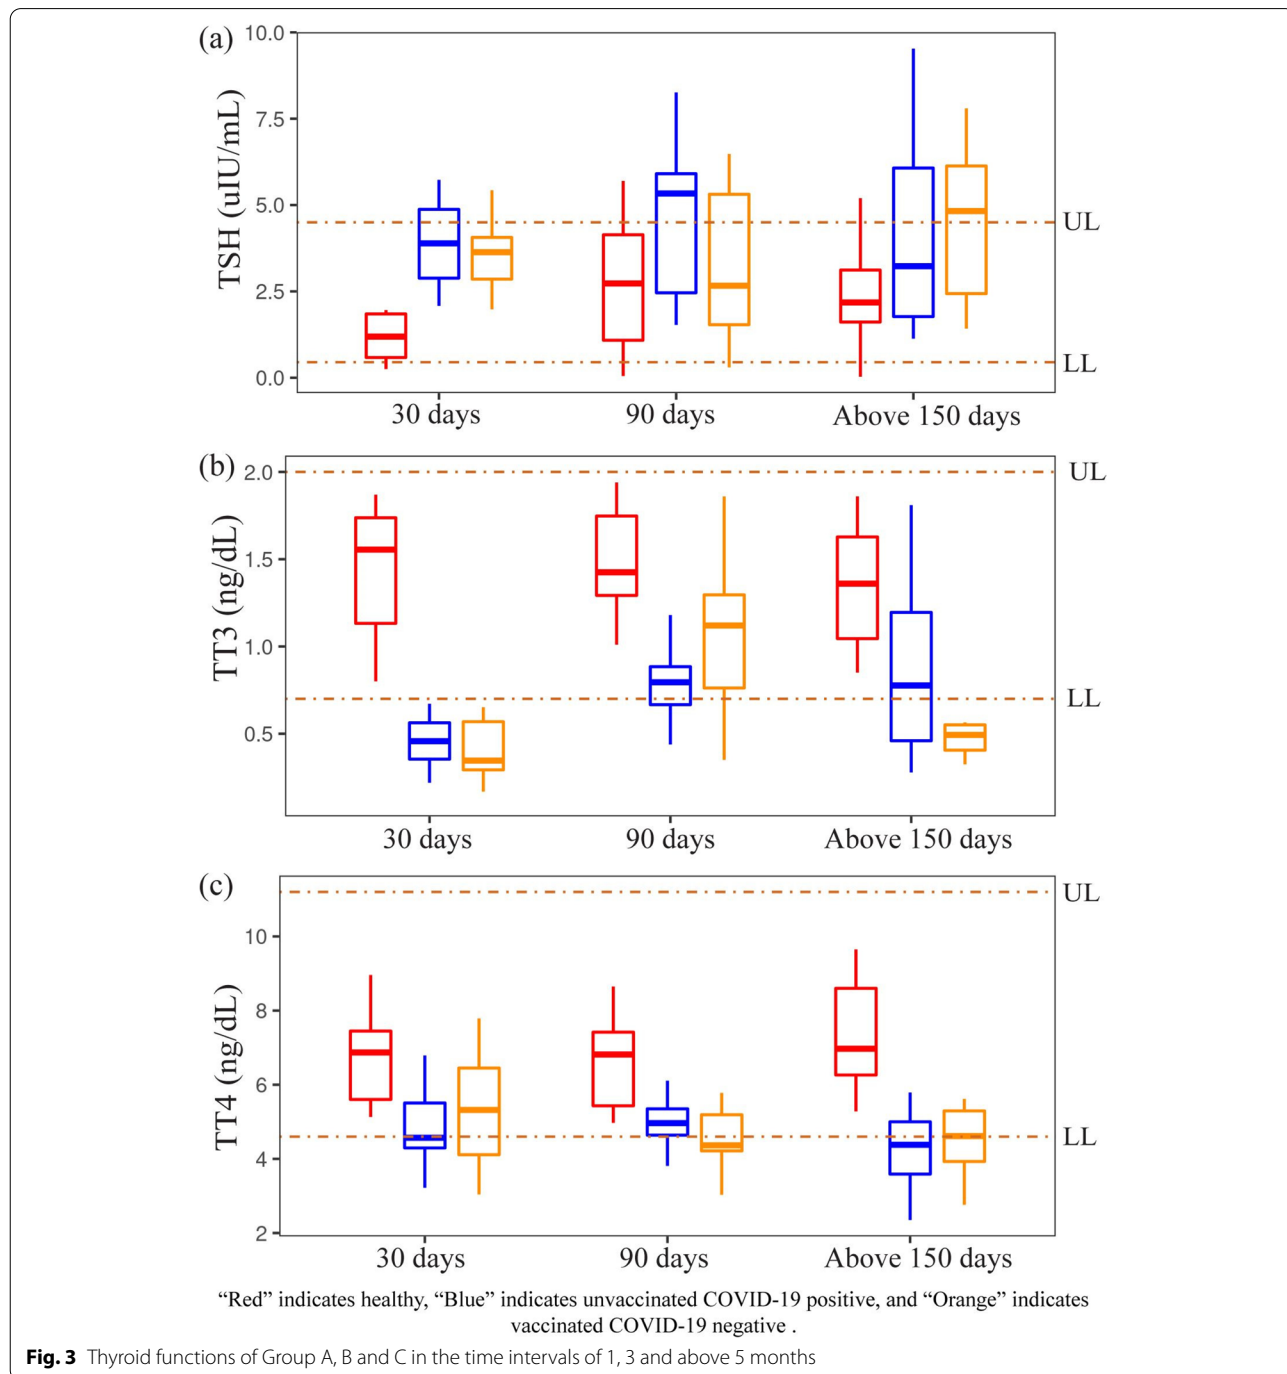 (a)
TSH (uIU/mL)
10.0
7.5
5.0
2.5
0.0
UL
LL
30 days
90 days
Above 150 days
(b)
TT3 (ng/dL)
2.0
1.5
1.0
0.5
UL
LL
30 days
90 days
Above 150 days
(c)
TT4 (ng/dL)
10
8
6
4
2
UL
LL
30 days
90 days
Above 150 days
“Red” indicates healthy, “Blue” indicates unvaccinated COVID-19 positive, and “Orange” indicates
vaccinated COVID-19 negative .
Fig. 3 Thyroid functions of Group A, B and C in the time intervals of 1, 3 and above 5 months